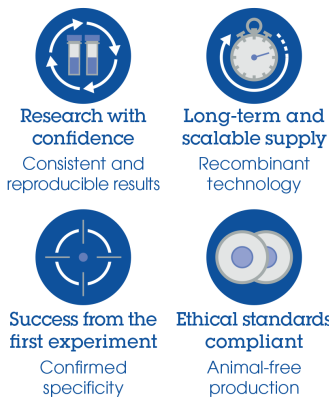 Research with
confidence
Consistent and
reproducible results
Long-term and
scalable supply
Recombinant
technology
Success from the
first experiment
Confirmed
specificity
Ethical standards
compliant
Animal-free
production